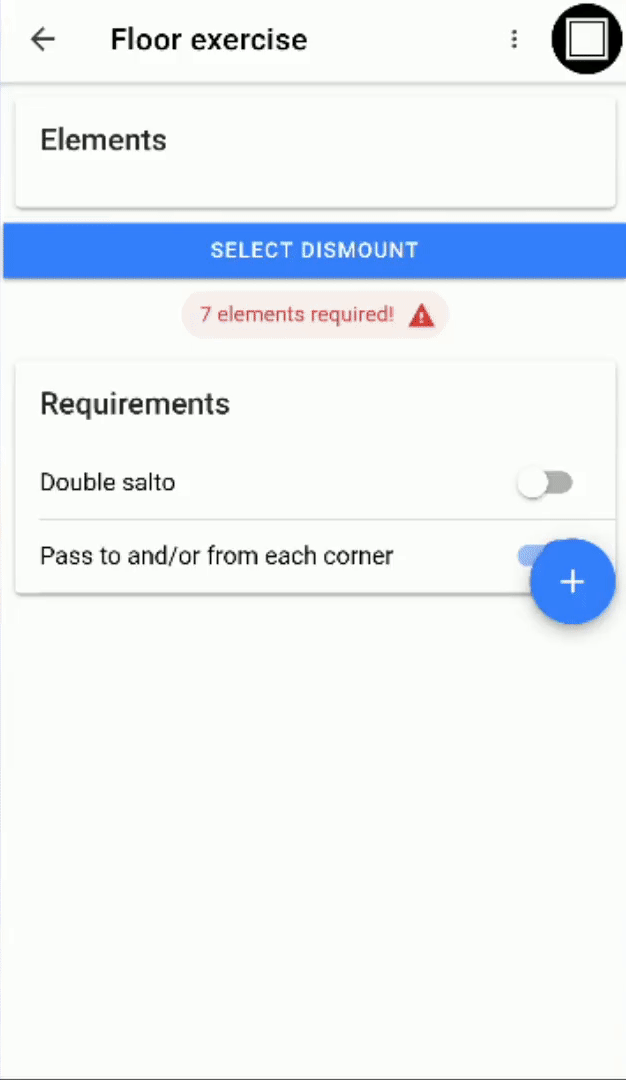 Floor exercise
Elements
SELECT DISMOUNT
7 elements required!
Requirements
Double salto
Pass to and/or from each corner